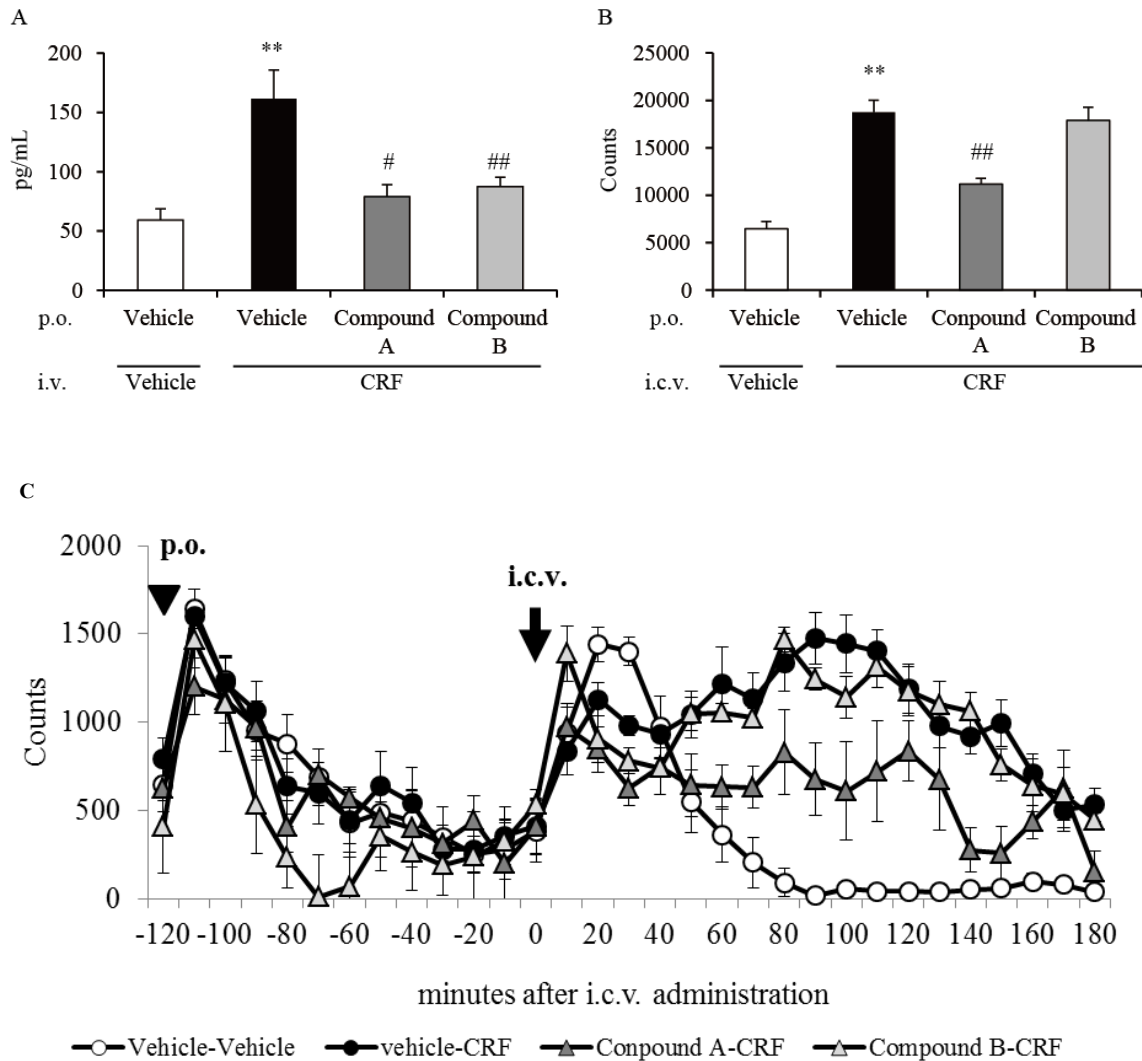 A
200
**
150
pg/mL
#
##
100
50
0
p.o.
Vehicle
Vehicle
Compound A
Compound B
i.v.
Vehicle
CRF
B
25000
**
20000
Counts
15000
##
10000
5000
0
p.o.
Vehicle
Vehicle
Conpound A
Compound B
i.c.v.
Vehicle
CRF
C
2000
p.o.
i.c.v.
1500
Counts
1000
500
0
-120 -100 -80 -60 -40 -20 0 20 40 60 80 100 120 140 160 180
minutes after i.c.v. administration
Vehicle-Vehicle vehicle-CRF Conpound A-CRF Compound B-CRF